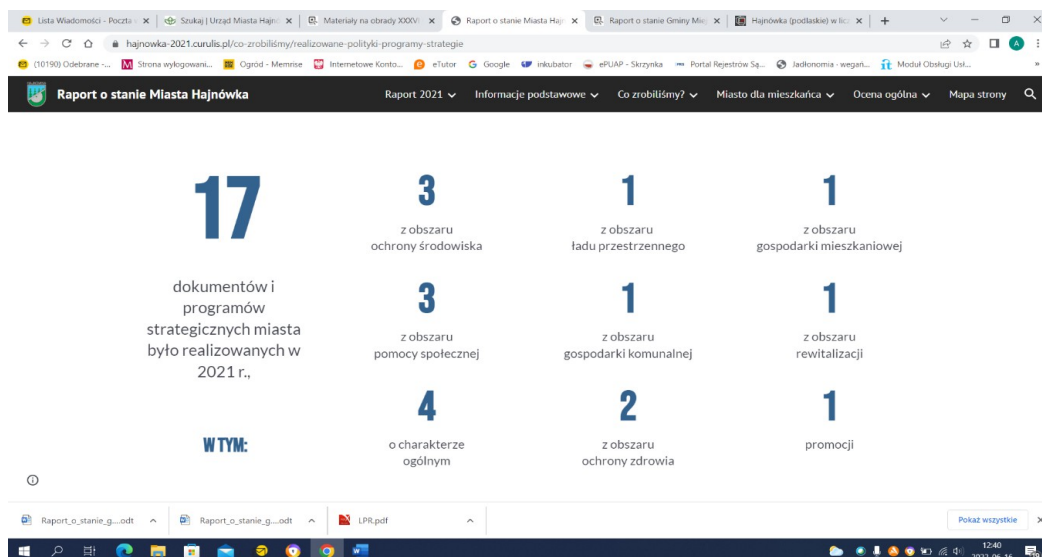 Lista Wiadomości - Poczta
Szukaj | Urząd Miasta Hajn
Materiały na obrady XXXV
Raport o stanie Miasta Haj
Raport o stanie Gminy Miej
Hajnówka (podlaskie) w licz
hajnowka-2021.curulis.pl/co-zrobiliśmy/realizowane-polityki-programy-strategie
(10190) Odebrane -...
Strona wylogowani...
Ogród - Memrise
Internetowe Konto...
eTutor
Google
inkubator
ePUAP - Skrzynka
Portal Rejestrów Są...
Jadłonomia - wegań...
Moduł Obsługi Usł...
»
Raport o stanie Miasta Hajnówka
Raport 2021
Informacje podstawowe
Co zrobiliśmy?
Miasto dla mieszkańca
Ocena ogólna
Mapa strony
17
dokumentów i
programów
strategicznych miasta
było realizowanych w
2021 r.,
W TYM:
3
z obszaru
ochrony środowiska
1
z obszaru
ładu przestrzennego
1
z obszaru
gospodarki mieszkaniowej
3
z obszaru
pomocy społecznej
1
z obszaru
gospodarki komunalnej
1
z obszaru
rewitalizacji
4
o charakterze
ogólnym
2
z obszaru
ochrony zdrowia
1
promocji
Raport_o_stanie_g....odt
Raport_o_stanie_g....odt
LPR.pdf
Pokaż wszystkie
12:40
2022-06-16